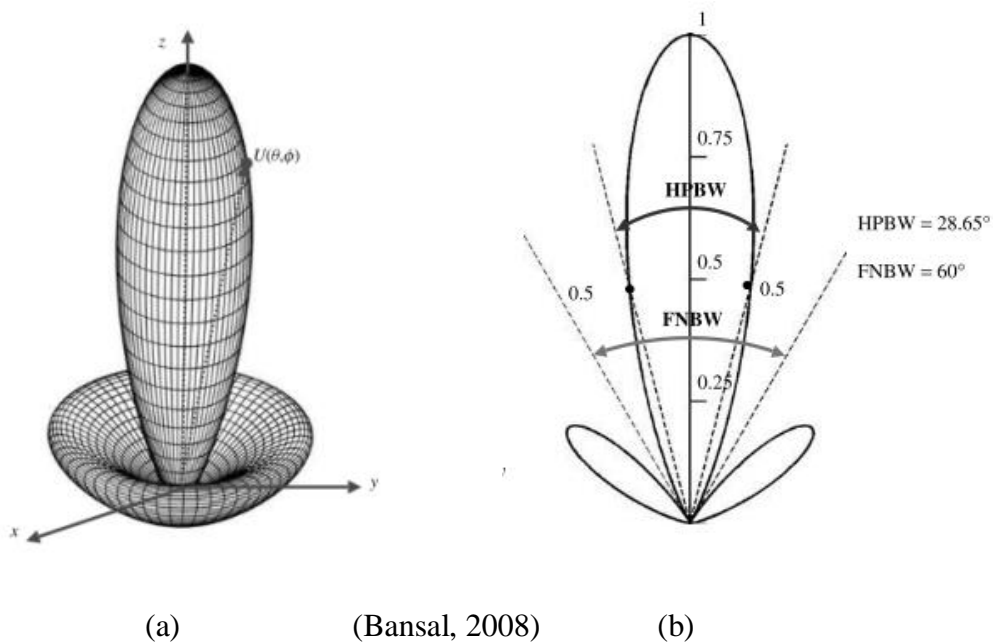 z
U(θ,ϕ)
y
x
1
0.75
HPBW
HPBW = 28.65°
0.5
FNBW = 60°
0.5
0.5
FNBW
0.25
(a)
(Bansal, 2008)
(b)